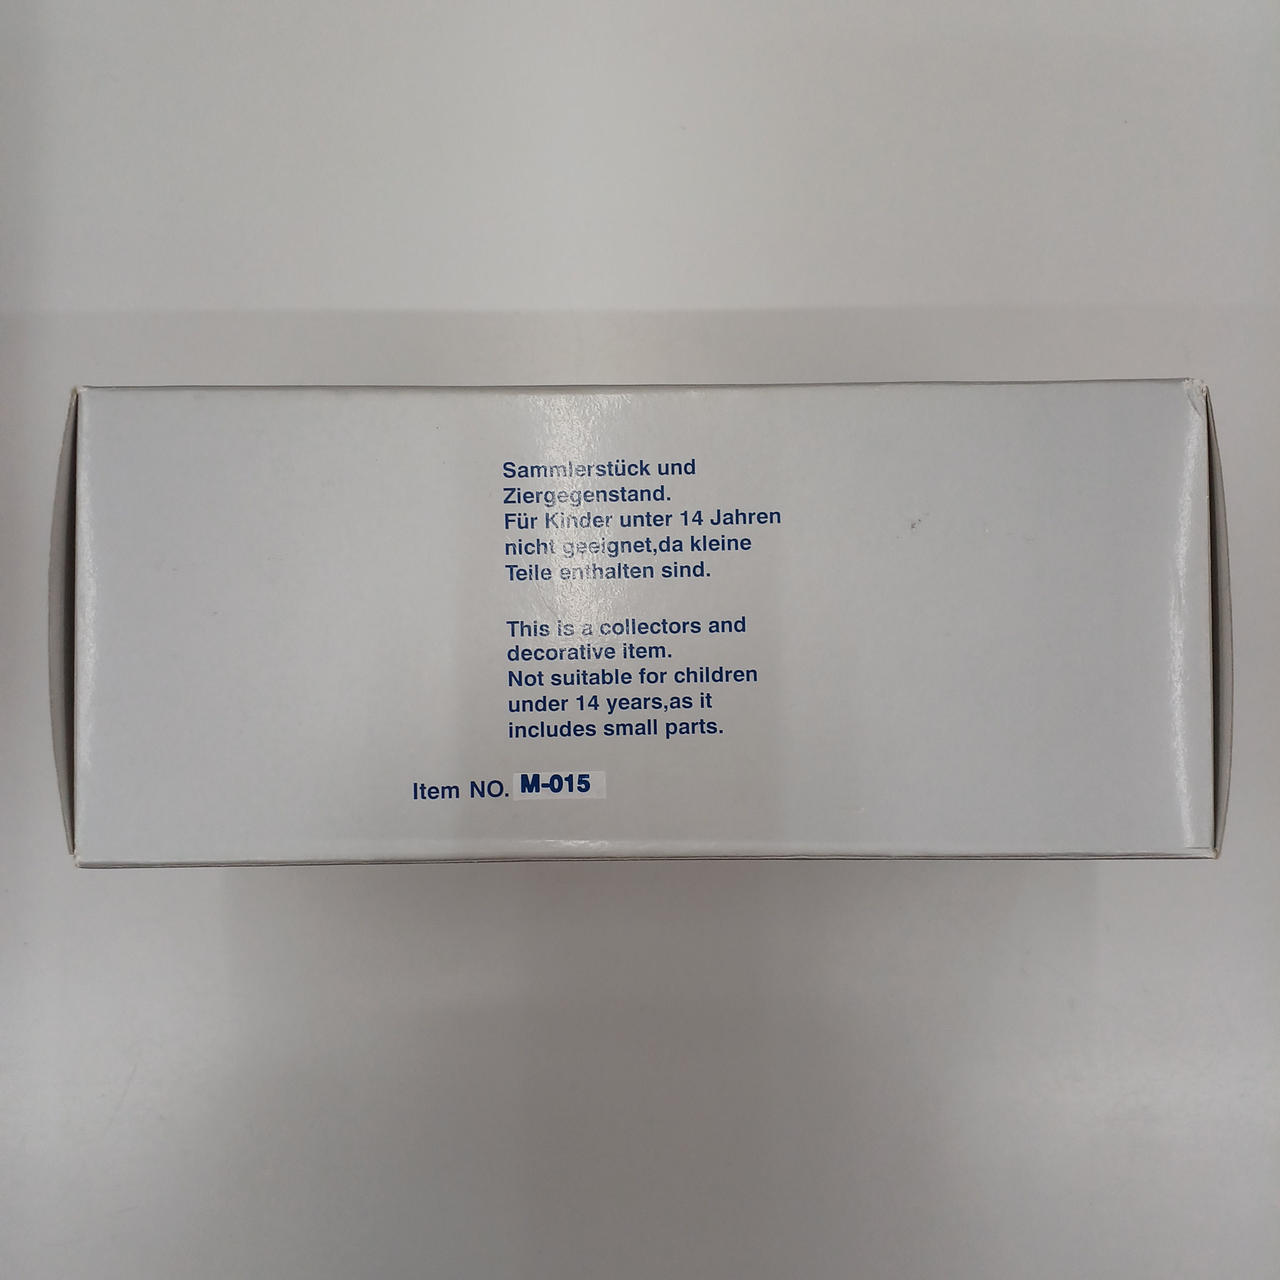 Sammlerstück und
Ziergegenstand.
Für Kinder unter 14 Jahren
nicht geeignet,da kleine
Teile enthalten sind.
This is a collectors and
decorative item.
Not suitable for children
under 14 years,as it
includes small parts.
Item NO. M-015